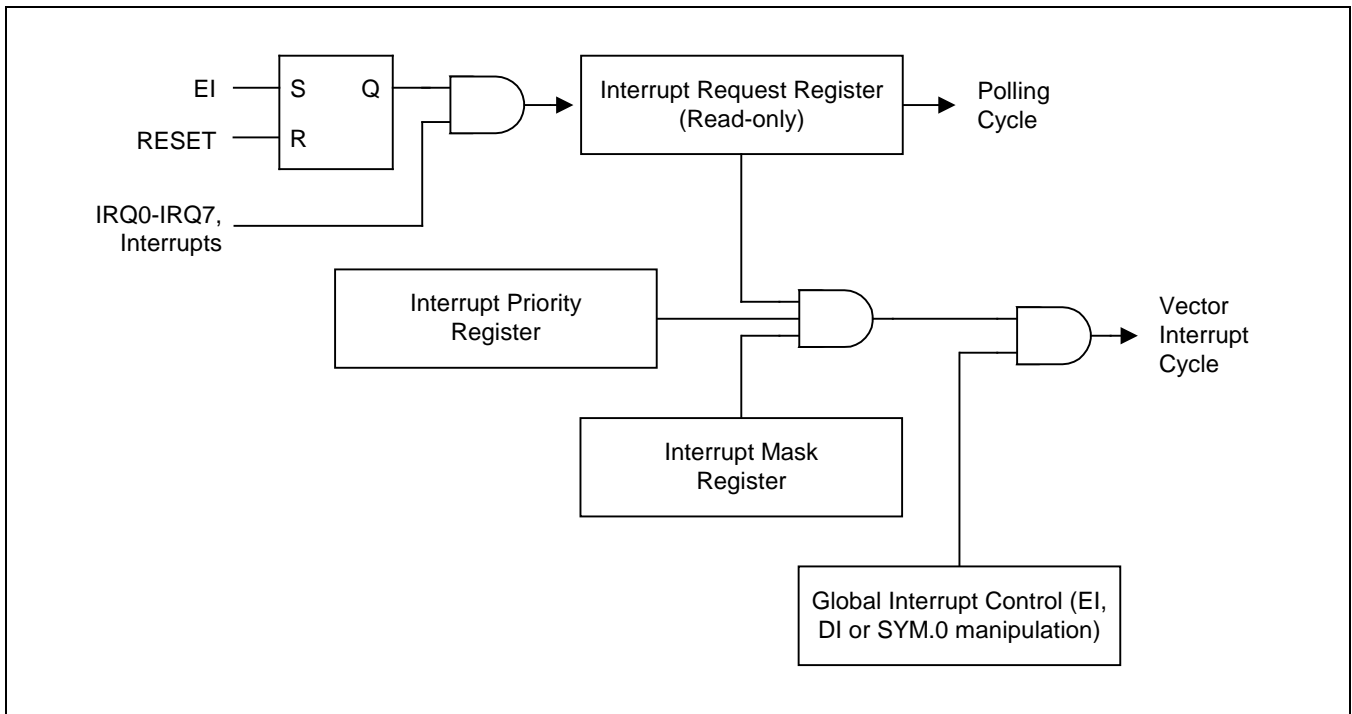 EI
S
Q
RESET
R
IRQ0-IRQ7,
Interrupts
Interrupt Request Register
(Read-only)
Polling
Cycle
Interrupt Priority
Register
Vector
Interrupt
Cycle
Interrupt Mask
Register
Global Interrupt Control (EI,
DI or SYM.0 manipulation)